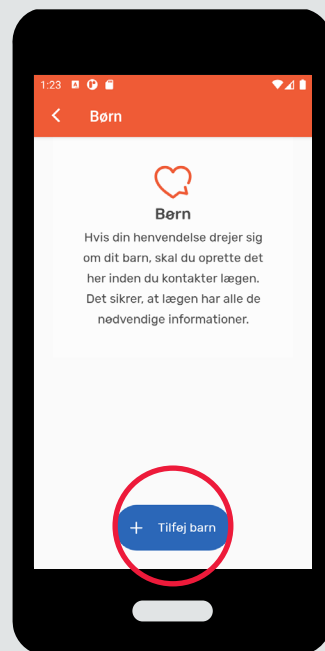 1:23
Børn
Børn
Hvis din henvendelse drejer sig
om dit barn, skal du oprette det
her inden du kontakter lægen.
Det sikrer, at lægen har alle de
nødvendige informationer.
+ Tilføj barn